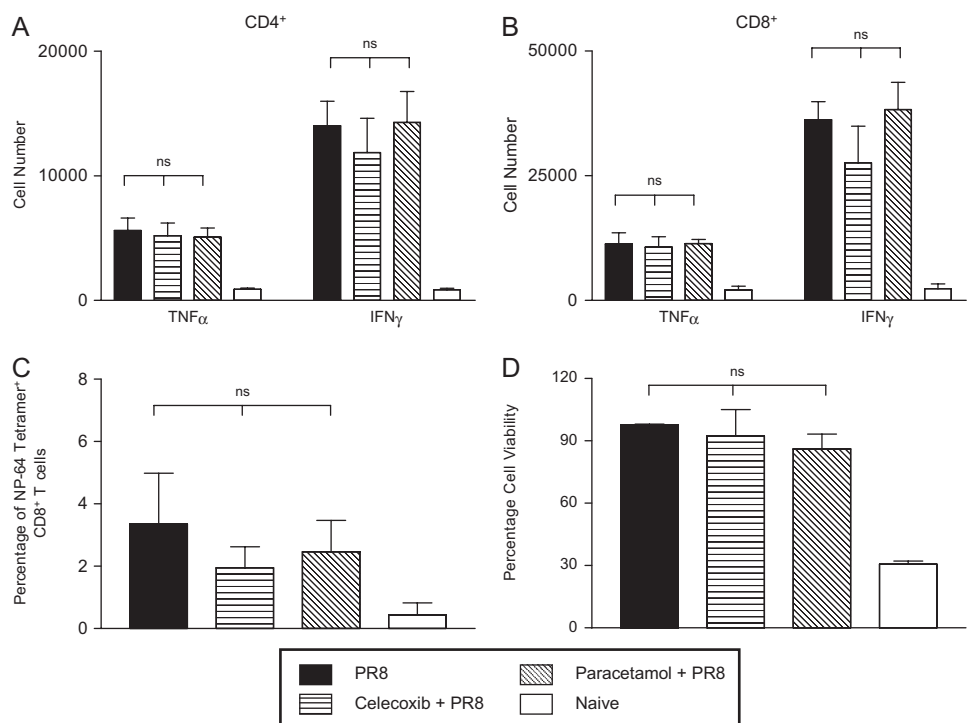 A
CD4⁺
Cell Number
20000
10000
0
ns
ns
TNFα
IFNγ
B
CD8⁺
Cell Number
50000
25000
0
ns
ns
TNFα
IFNγ
C
Percentage of NP-64 Tetramer⁺
CD8⁺ T cells
8
6
4
2
0
ns
D
Percentage Cell Viability
120
90
60
30
0
ns
PR8
Paracetamol + PR8
Celecoxib + PR8
Naive